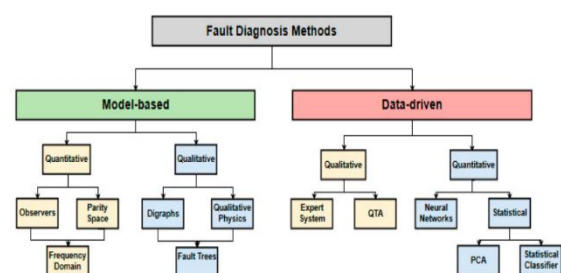 Fault Diagnosis Methods
Model-based
Data-driven
Quantitative
Qualitative
Qualitative
Quantitative
Observers
Parity
Space
Digraphs
Qualitative
Physics
Expert
System
QTA
Neural
Networks
Statistical
Frequency
Domain
Fault Trees
PCA
Statistical
Classifier